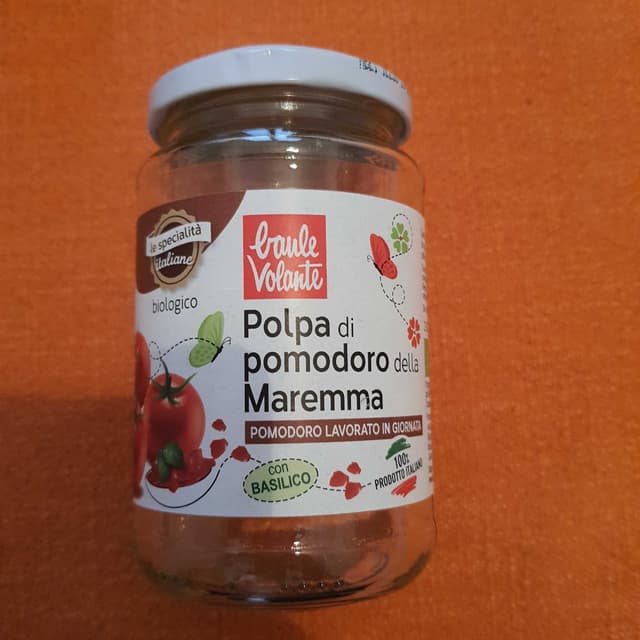 le specialità
italiane
biologico
baule
volante
Polpa di
pomodoro della
Maremma
POMODORO LAVORATO IN GIORNATA
con
BASILICO
100%
PRODOTTO ITALIANO